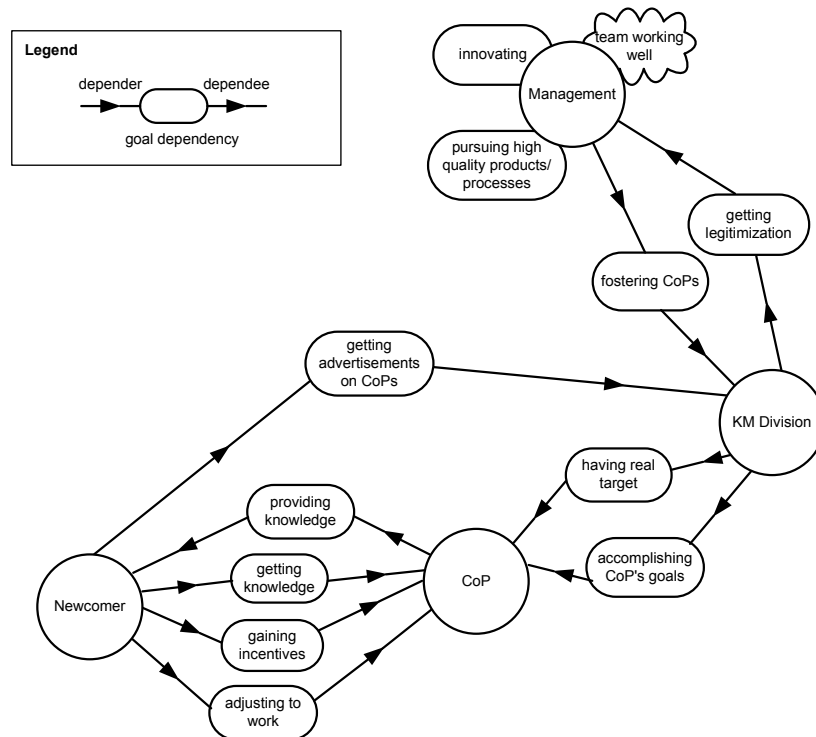 Legend
depender
dependee
goal dependency
innovating
team working
well
Management
pursuing high
quality products/
processes
getting
legitimization
fostering CoPs
getting
advertisements
on CoPs
KM Division
having real
target
providing
knowledge
accomplishing
CoP's goals
getting
knowledge
CoP
Newcomer
gaining
incentives
adjusting to
work